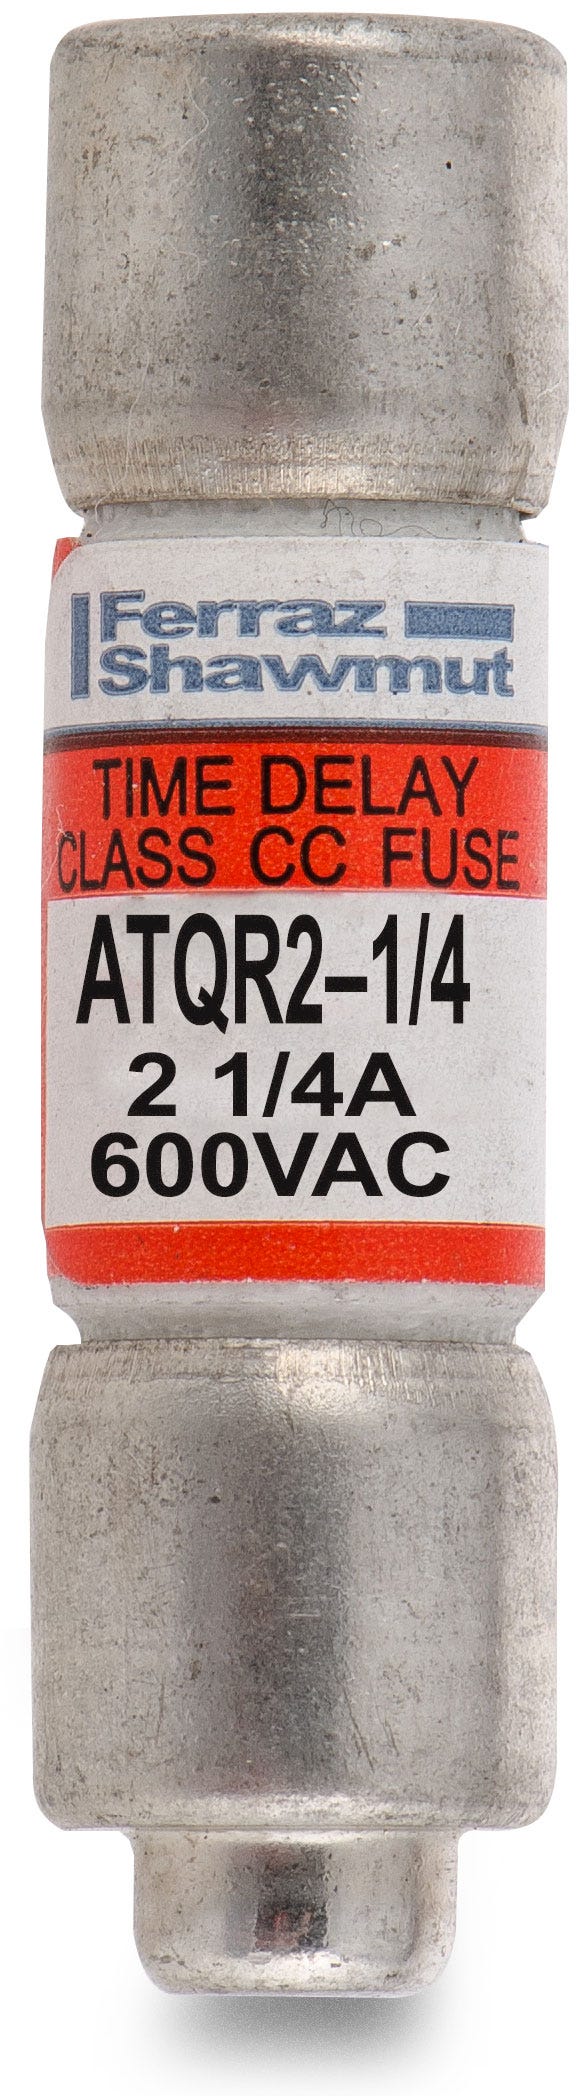 Ferraz
Shawmut
TIME DELAY
CLASS CC FUSE
ATQR2-1/4
2 1/4A
600VAC